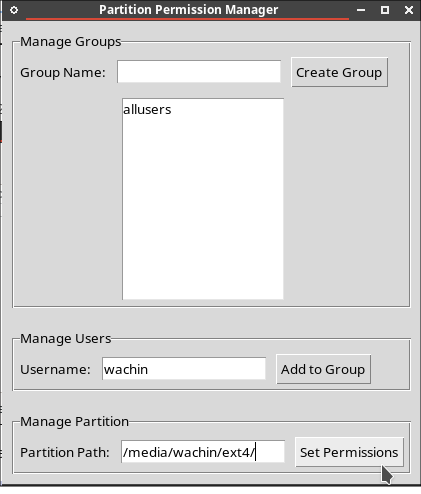 Partition Permission Manager
Manage Groups
Group Name: Create Group
allusers
Manage Users
Username: wachin Add to Group
Manage Partition
Partition Path: /media/wachin/ext4/ Set Permissions